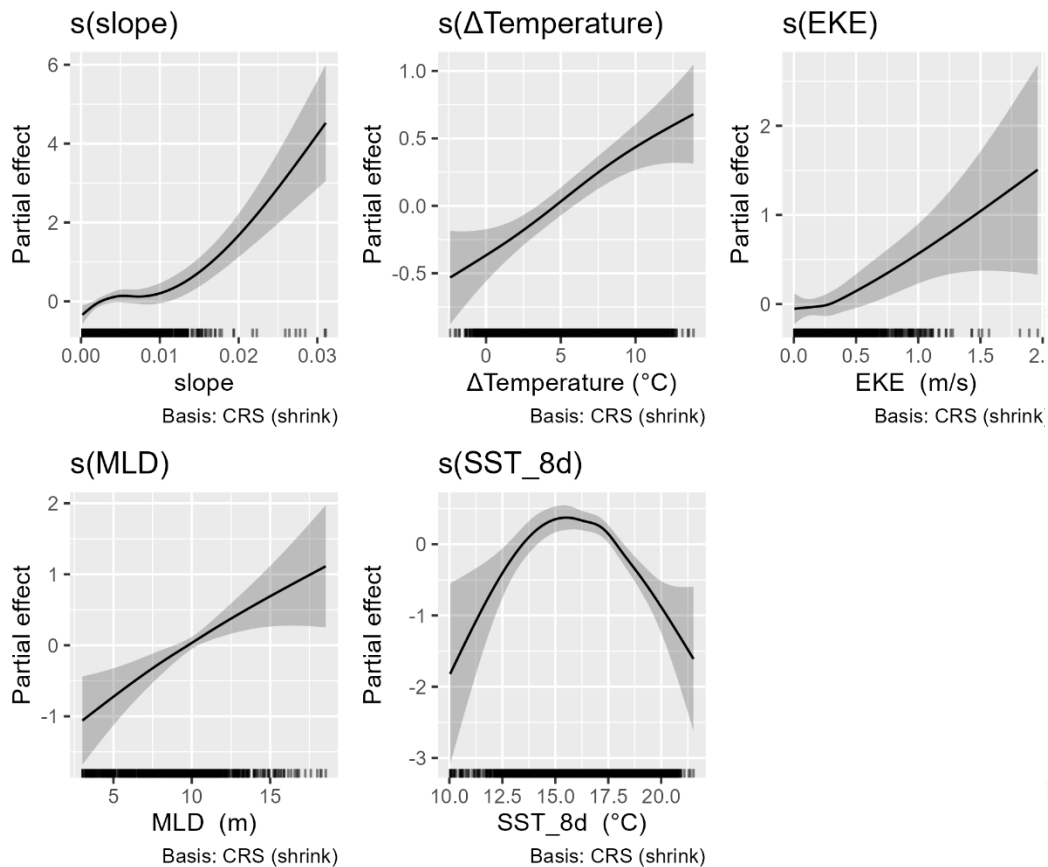 s(slope)
Partial effect
6
4
2
0
0.00 0.01 0.02 0.03
slope
Basis: CRS (shrink)
s(ΔTemperature)
Partial effect
1.0
0.5
0.0
-0.5
0 5 10
ΔTemperature (°C)
Basis: CRS (shrink)
s(EKE)
Partial effect
2
1
0
0.0 0.5 1.0 1.5 2.
EKE (m/s)
Basis: CRS (shrink)
s(MLD)
Partial effect
2
1
0
-1
5 10 15
MLD (m)
Basis: CRS (shrink)
s(SST_8d)
Partial effect
0
-1
-2
-3
10.0 12.5 15.0 17.5 20.0
SST_8d (°C)
Basis: CRS (shrink)